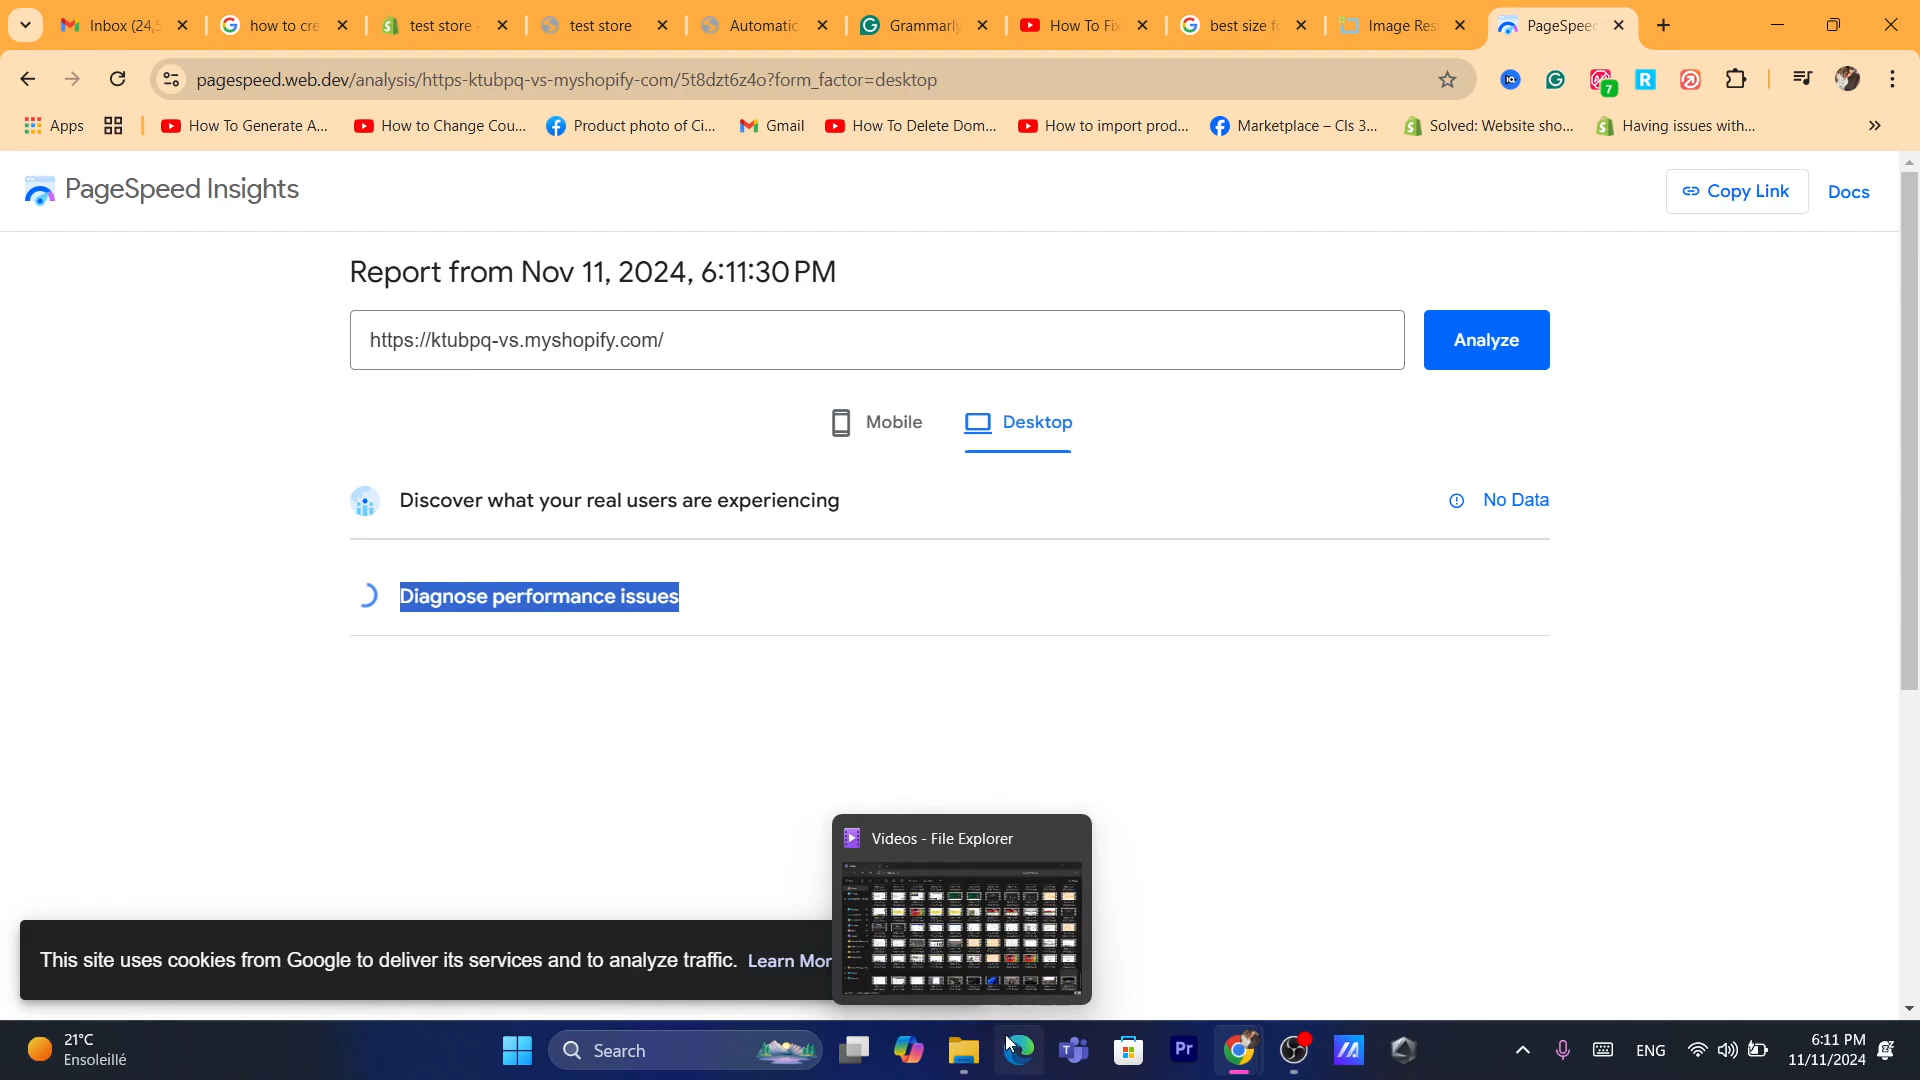 Inbox (24,5
how to cre
test store
test store
Automatic
Grammarly
How To Fix
best size f
Image Res
PageSpeed
pagespeed.web.dev/analysis/https-ktubpq-vs-myshopify-com/5t8dzt6z4o?form_factor=desktop
7
Apps
How To Generate A...
How to Change Cou...
Product photo of Ci...
Gmail
How To Delete Dom...
How to import prod...
Marketplace – Cls 3...
Solved: Website sho...
Having issues with...
PageSpeed Insights
Copy Link
Docs
Report from Nov 11, 2024, 6:11:30 PM
https://ktubpq-vs.myshopify.com/
Analyze
Mobile
Desktop
Discover what your real users are experiencing
No Data
Diagnose performance issues
Videos - File Explorer
This site uses cookies from Google to deliver its services and to analyze traffic. Learn Mor
21°C
Ensoleillé
Search
Pr
ENG
6:11 PM
11/11/2024